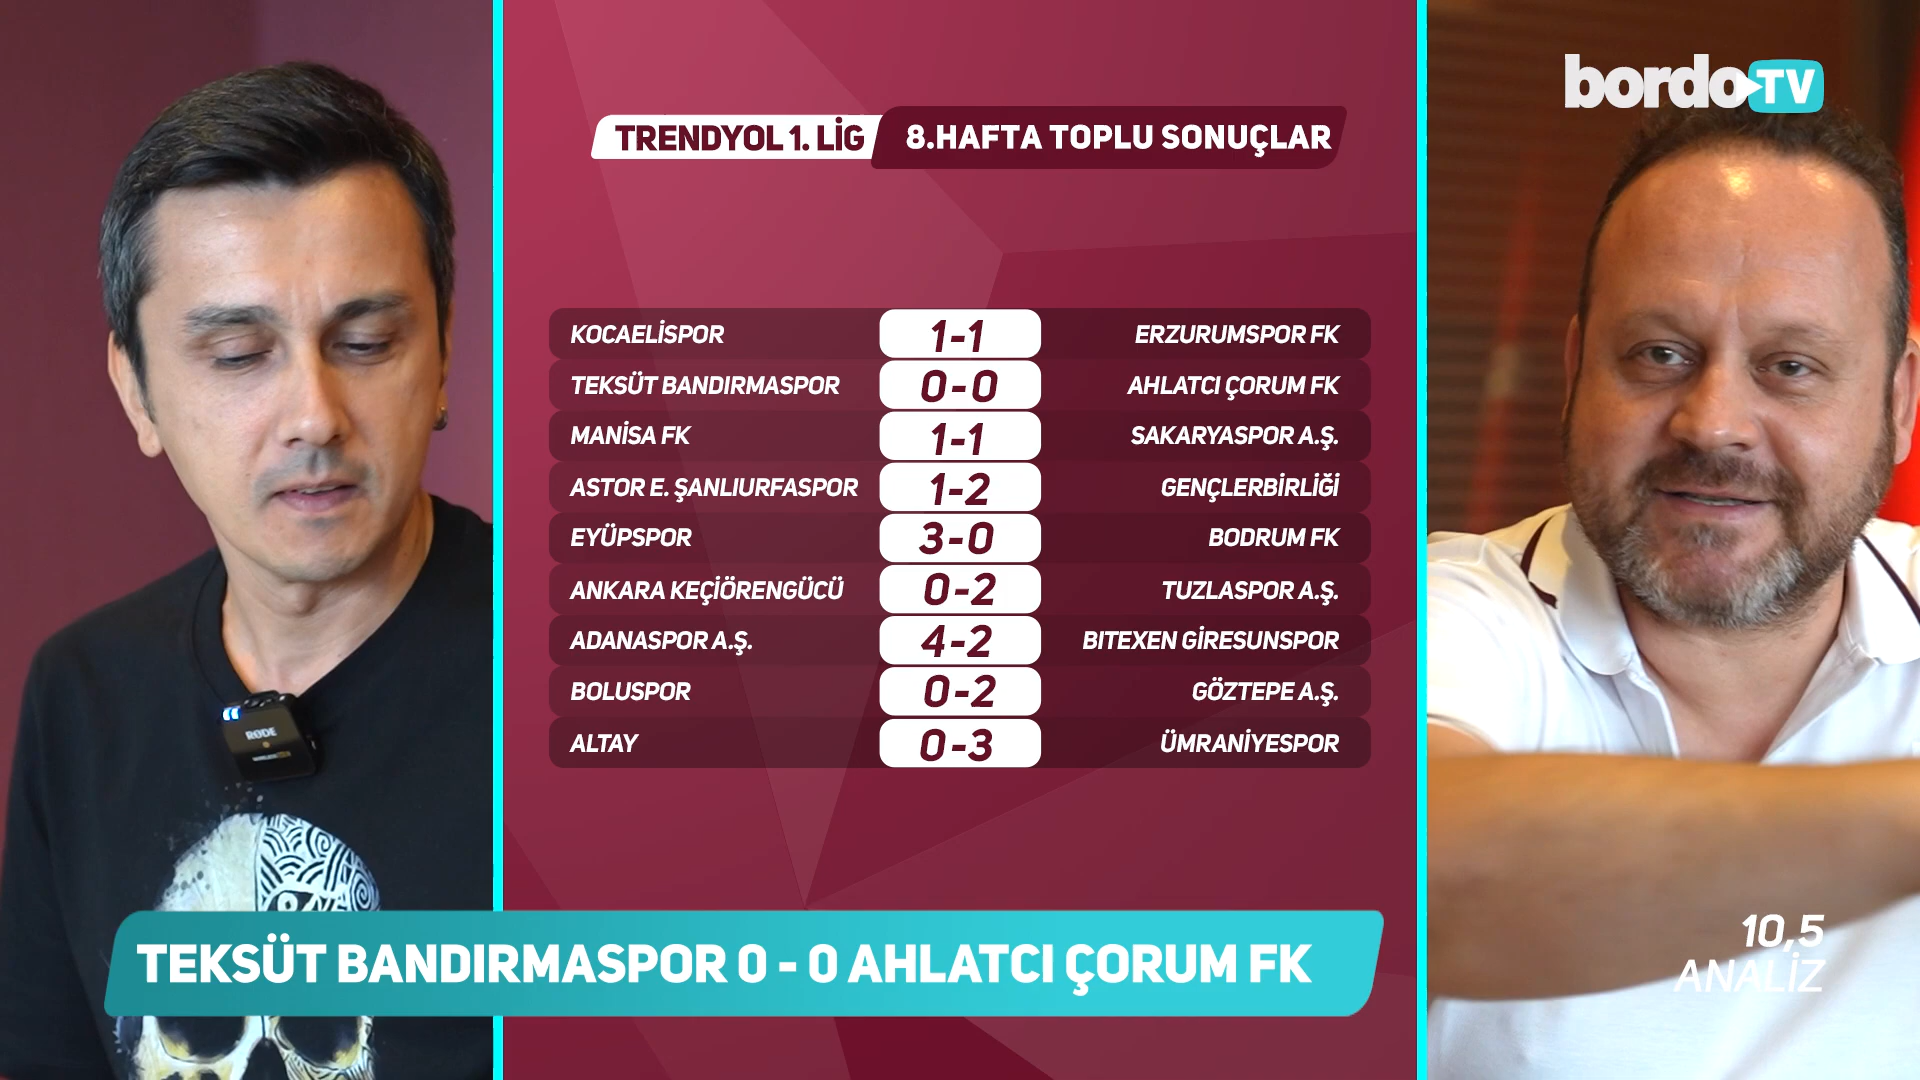 bordo TV
TRENDYOL 1. LİG 8.HAFTA TOPLU SONUÇLAR
KOCAELİSPOR 1-1 ERZURUMSPOR FK
TEKSÜT BANDIRMASPOR 0-0 AHLATCI ÇORUM FK
MANİSA FK 1-1 SAKARYASPOR A.Ş.
ASTOR E. ŞANLIURFASPOR 1-2 GENÇLERBİRLİĞİ
EYÜPSPOR 3-0 BODRUM FK
ANKARA KEÇİÖRENGÜCÜ 0-2 TUZLASPOR A.Ş.
ADANASPOR A.Ş. 4-2 BITEXEN GİRESUNSPOR
BOLUSPOR 0-2 GÖZTEPE A.Ş.
ALTAY 0-3 ÜMRANİYESPOR
RØDE
TEKSÜT BANDIRMASPOR 0 - 0 AHLATCI ÇORUM FK
10,5
ANALİZ